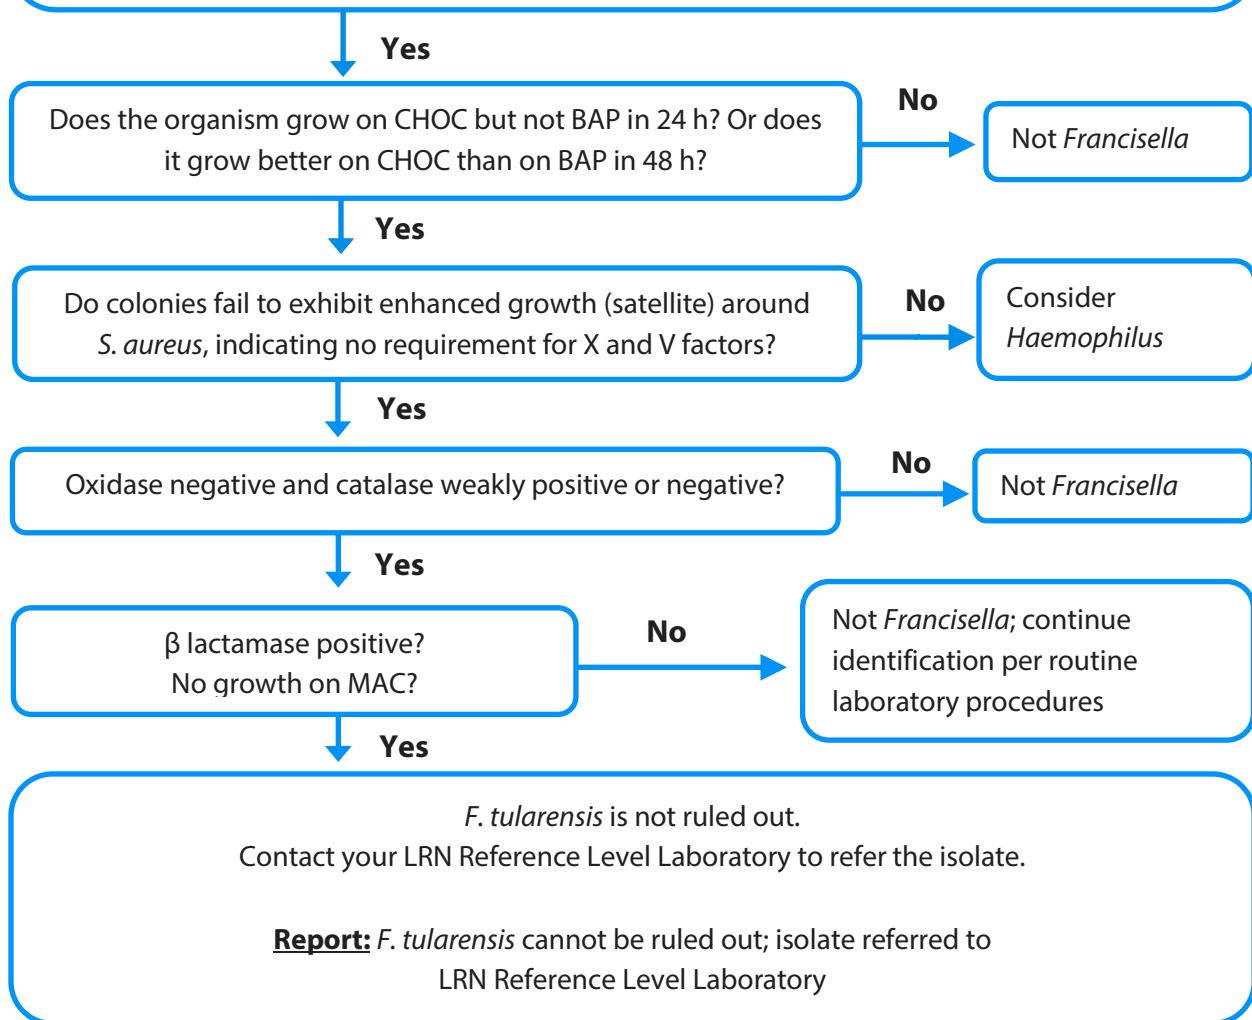 Yes
Does the organism grow on CHOC but not BAP in 24 h? Or does
it grow better on CHOC than on BAP in 48 h?
No
Not Francisella
Yes
Do colonies fail to exhibit enhanced growth (satellite) around
S. aureus, indicating no requirement for X and V factors?
No
Consider
Haemophilus
Yes
Oxidase negative and catalase weakly positive or negative?
No
Not Francisella
Yes
β lactamase positive?
No growth on MAC?
No
Not Francisella; continue
identification per routine
laboratory procedures
Yes
F. tularensis is not ruled out.
Contact your LRN Reference Level Laboratory to refer the isolate.
Report: F. tularensis cannot be ruled out; isolate referred to
LRN Reference Level Laboratory